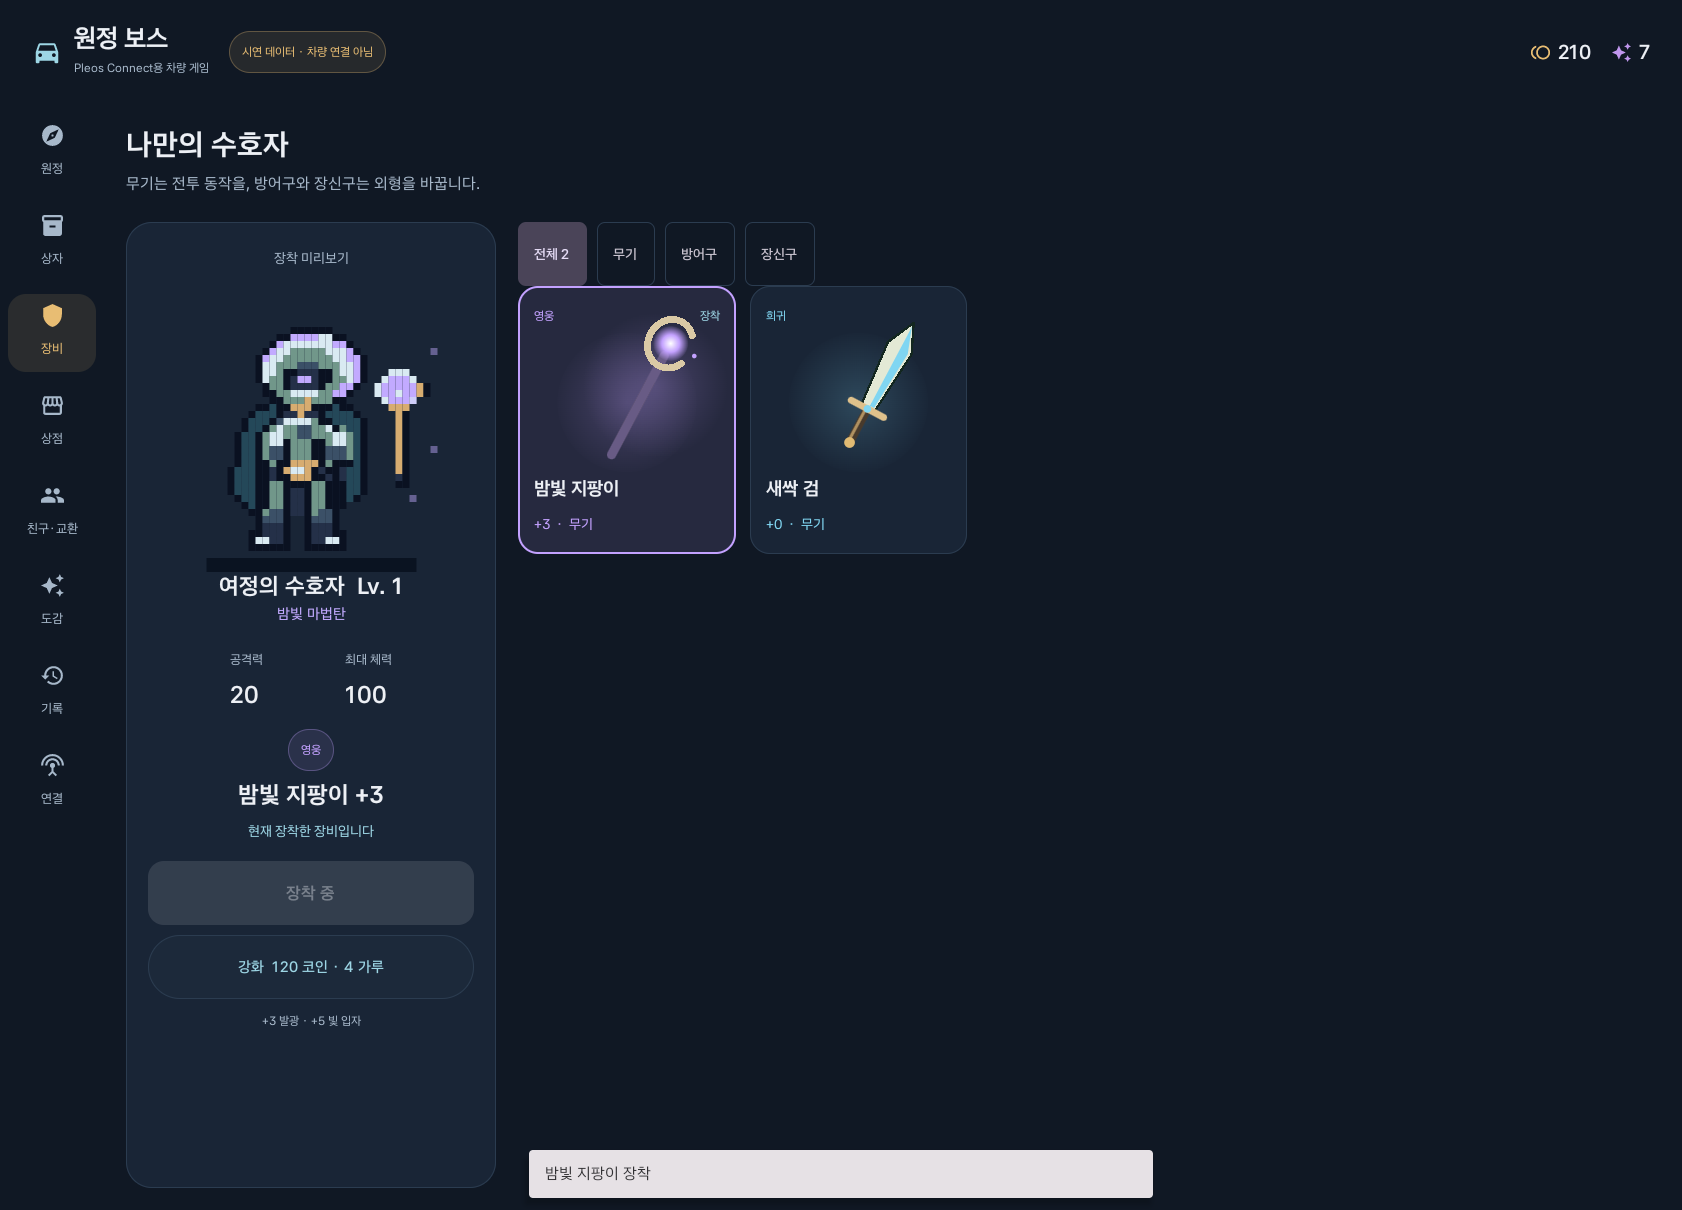 원정 보스
Pleos Connect용 차량 게임
시연 데이터 · 차량 연결 아님
210
7
원정
상자
장비
상점
친구·교환
도감
기록
연결
나만의 수호자
무기는 전투 동작을, 방어구와 장신구는 외형을 바꿉니다.
장착 미리보기
여정의 수호자 Lv. 1
밤빛 마법탄
공격력
최대 체력
20
100
영웅
밤빛 지팡이 +3
현재 장착한 장비입니다
장착 중
강화 120 코인 · 4 가루
+3 발광 · +5 빛 입자
전체 2
무기
방어구
장신구
영웅
장착
밤빛 지팡이
+3 · 무기
희귀
새싹 검
+0 · 무기
밤빛 지팡이 장착